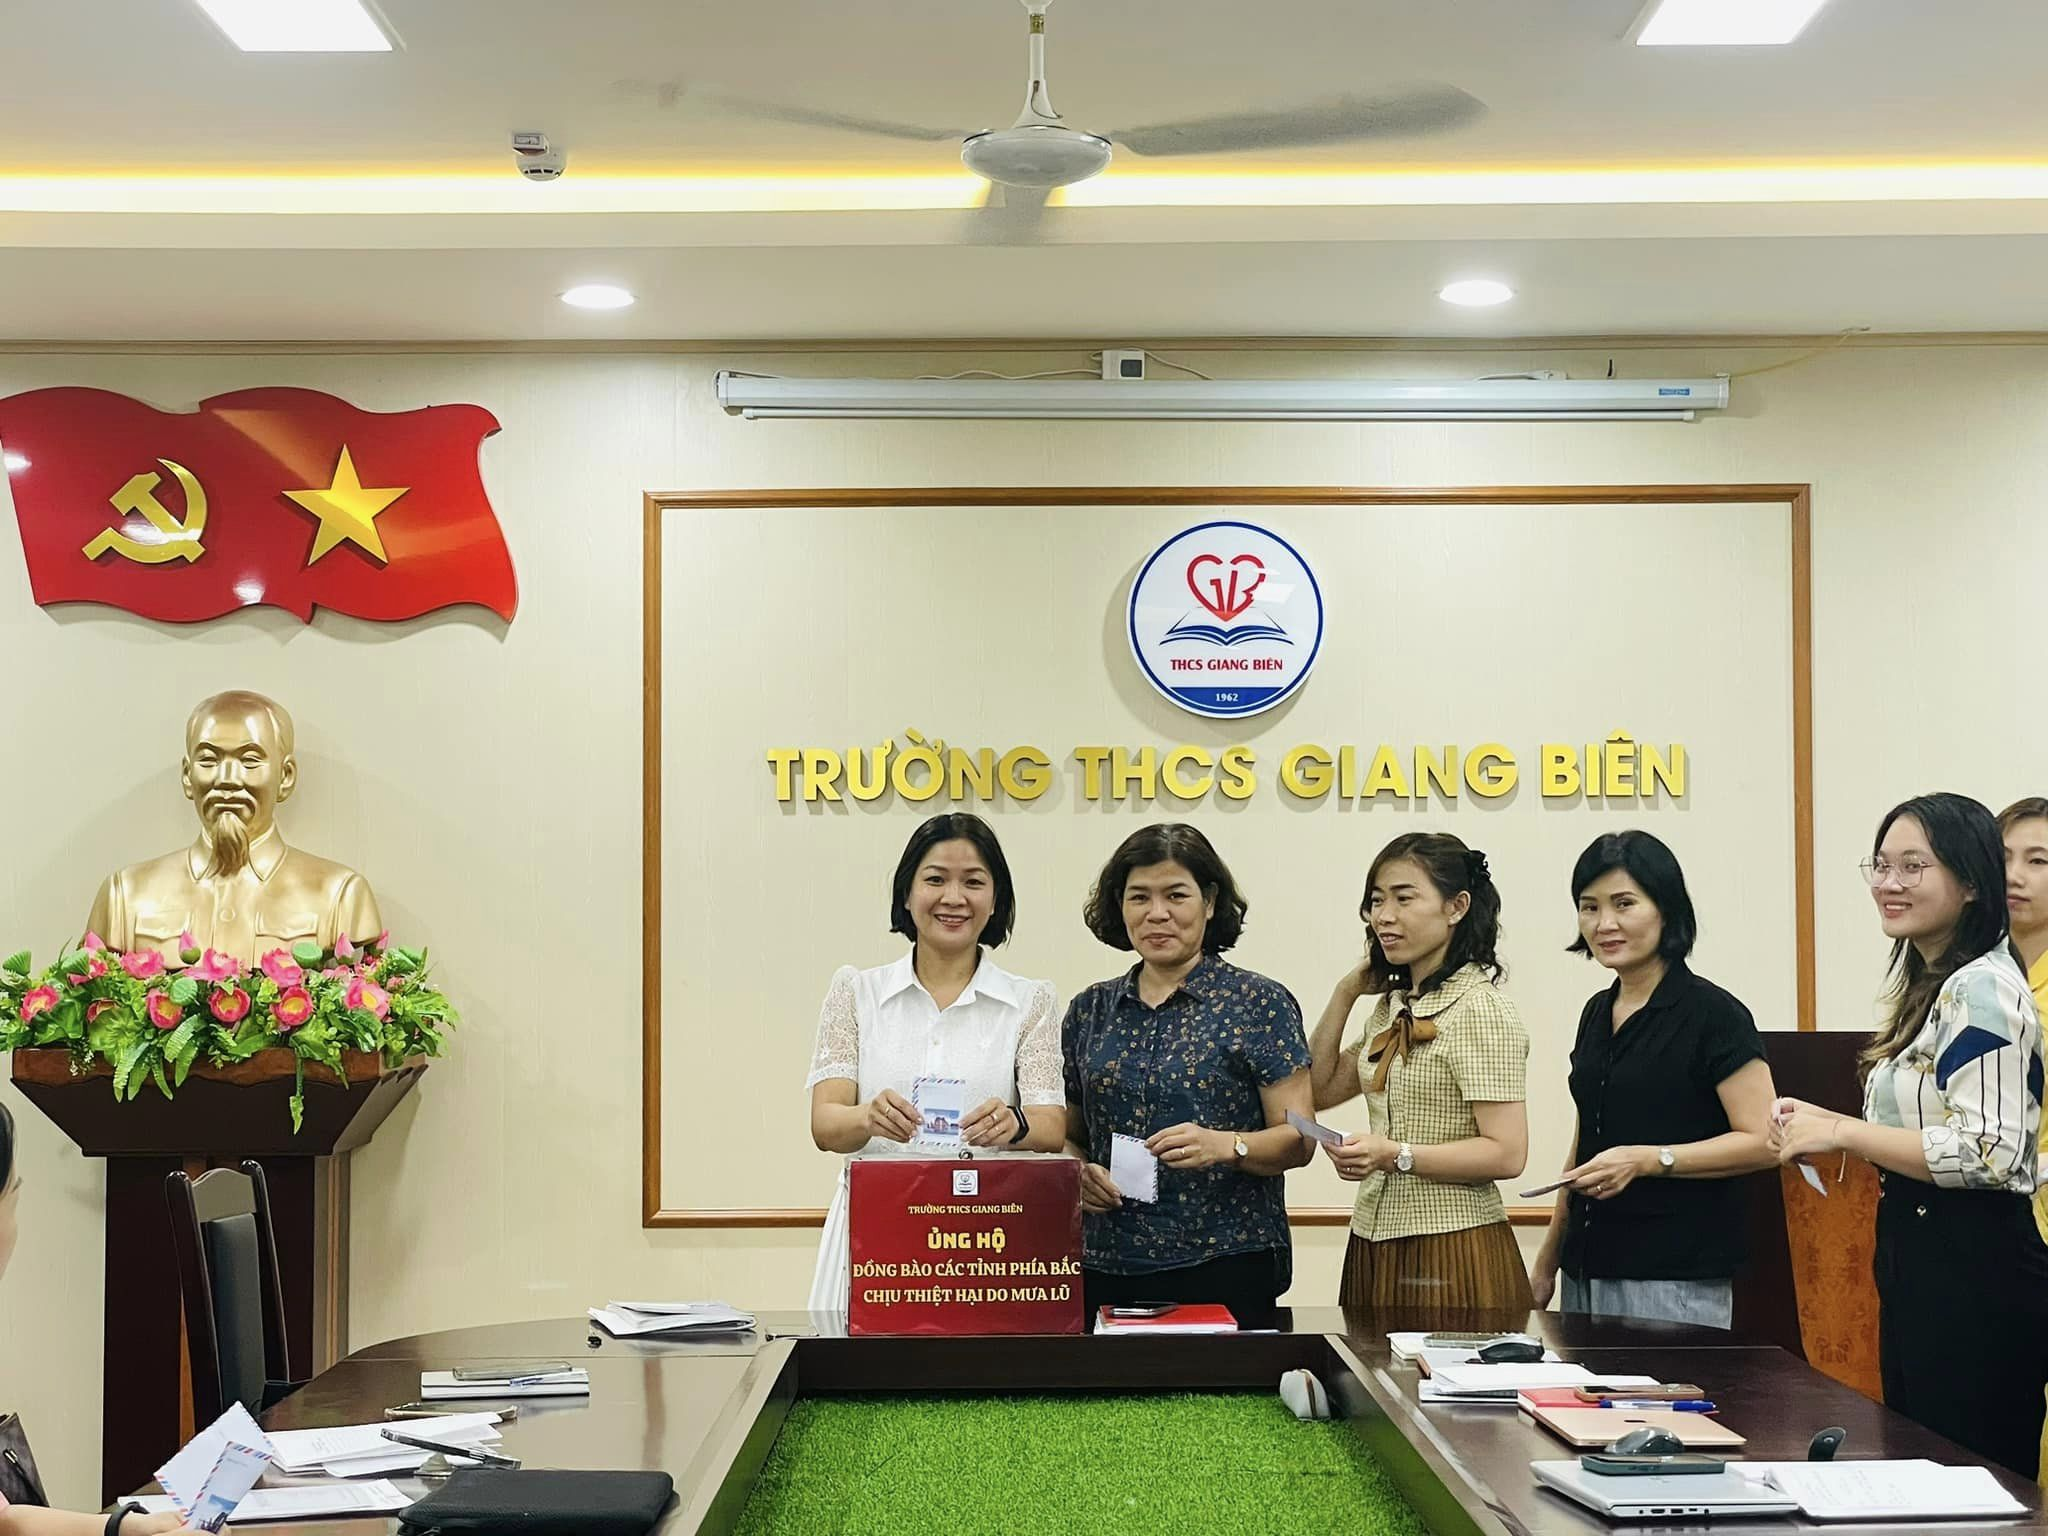 GB
THCS GIANG BIÊN
1962
TRƯỜNG THCS GIANG BIÊN
TRƯỜNG THCS GIANG BIÊN
ỦNG HỘ
ĐỒNG BÀO CÁC TỈNH PHÍA BẮC
CHỊU THIỆT HẠI DO MƯA LŨ